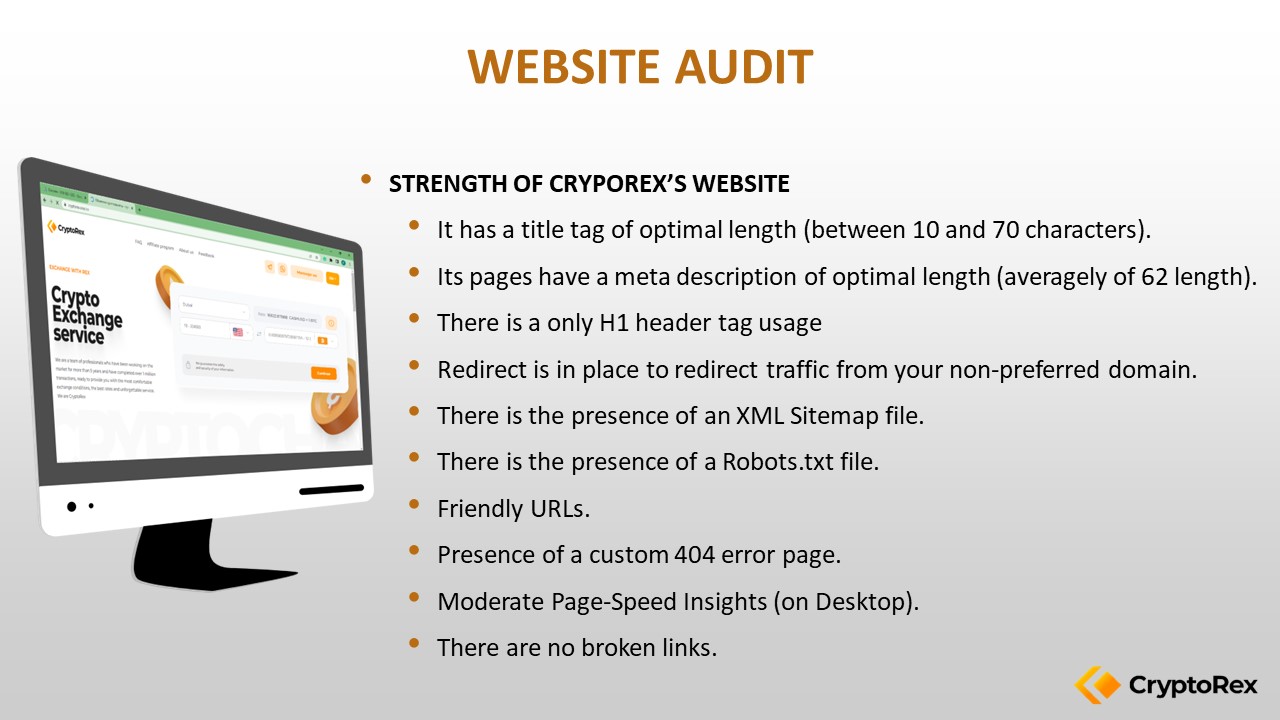 WEBSITE AUDIT
STRENGTH OF CRYPOREX'S WEBSITE
It has a title tag of optimal length (between 10 and 70 characters).
Its pages have a meta description of optimal length (averagely of 62 length).
There is a only H1 header tag usage
Redirect is in place to redirect traffic from your non-preferred domain.
There is the presence of an XML Sitemap file.
There is the presence of a Robots.txt file.
Friendly URLs.
Presence of a custom 404 error page.
Moderate Page-Speed Insights (on Desktop).
There are no broken links.
CryptoRex
EXCHANGE WITH REX
Crypto
Exchange
service
CryptoRex